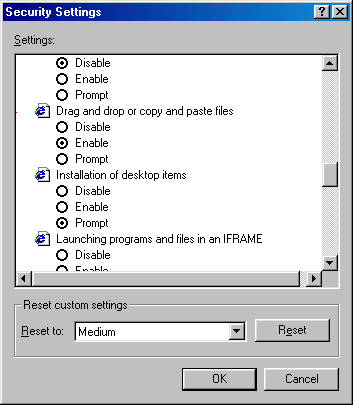 Security Settings
Settings:
Disable
Enable
Prompt
Drag and drop or copy and paste files
Disable
Enable
Prompt
Installation of desktop items
Disable
Enable
Prompt
Launching programs and files in an IFRAME
Disable
Enable
Reset custom settings
Reset to: Medium Reset
OK Cancel